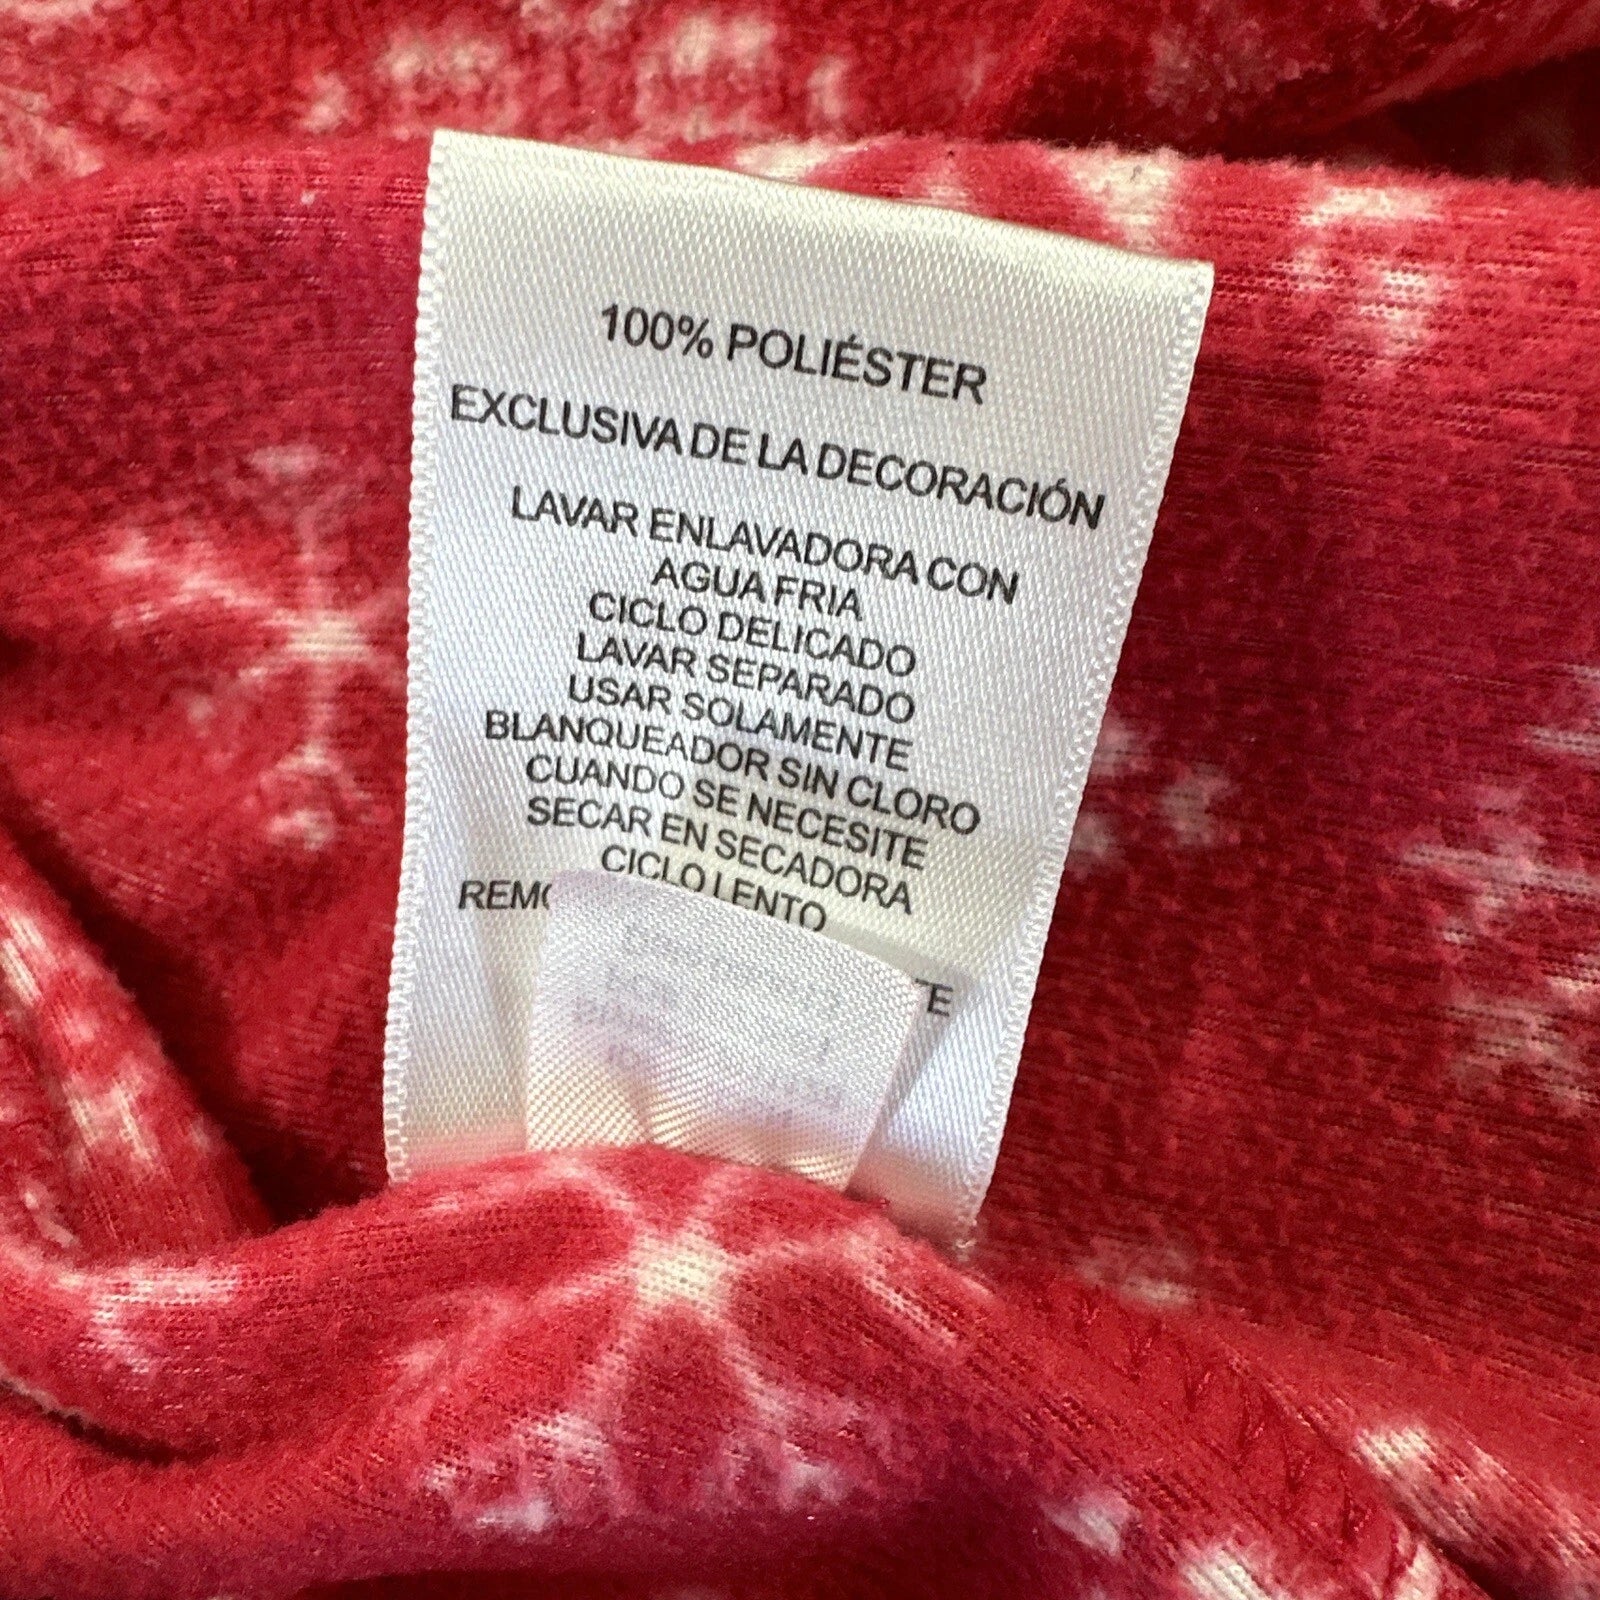 100% POLIÉSTER
EXCLUSIVA DE LA DECORACIÓN
LAVAR ENLAVADORA CON
AGUA FRIA
CICLO DELICADO
LAVAR SEPARADO
USAR SOLAMENTE
BLANQUEADOR SIN CLORO
CUANDO SE NECESITE
SECAR EN SECADORA
CICLO LENTO